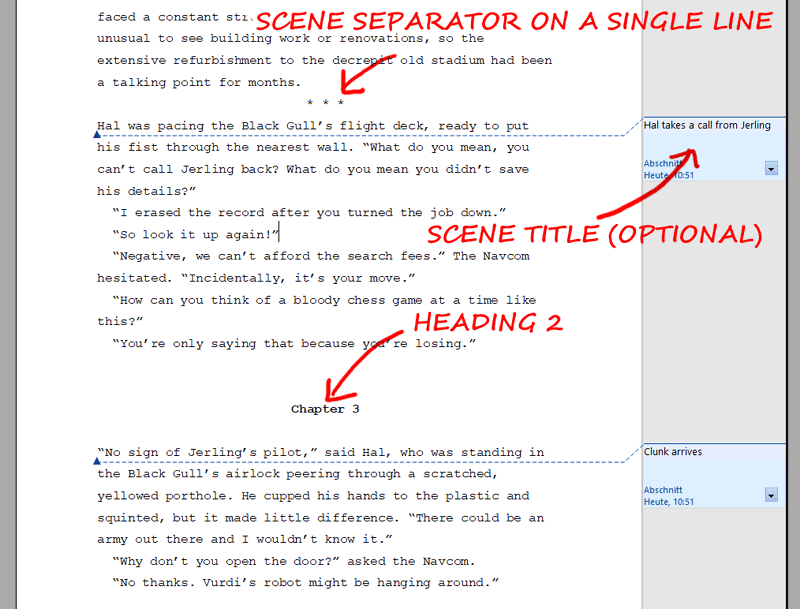 faced a constant
SCENE SEPARATOR ON A SINGLE LINE
unusual to see building work or renovations, so the
extensive refurbishment to the decrepit old stadium had been
a talking point for months.
* * *
Hal was pacing the Black Gull’s flight deck, ready to put
his fist through the nearest wall. “What do you mean, you
can’t call Jerling back? What do you mean you didn’t save
his details?”
“I erased the record after you turned the job down.”
“So look it up again!”
“Negative, we can’t afford the search fees.” The Navcom
hesitated. “Incidentally, it’s your move.”
“How can you think of a bloody chess game at a time like
this?”
“You’re only saying that because you’re losing.”
Hal takes a call from Jerling
Abschnitt
Heute, 10:51
SCENE TITLE (OPTIONAL)
HEADING 2
Chapter 3
“No sign of Jerling’s pilot,” said Hal, who was standing in
the Black Gull’s airlock peering through a scratched,
yellowed porthole. He cupped his hands to the plastic and
squinted, but it made little difference. “There could be an
army out there and I wouldn’t know it.”
“Why don’t you open the door?” asked the Navcom.
“No thanks. Vurdi’s robot might be hanging around.”
Clunk arrives
Abschnitt
Heute, 10:51